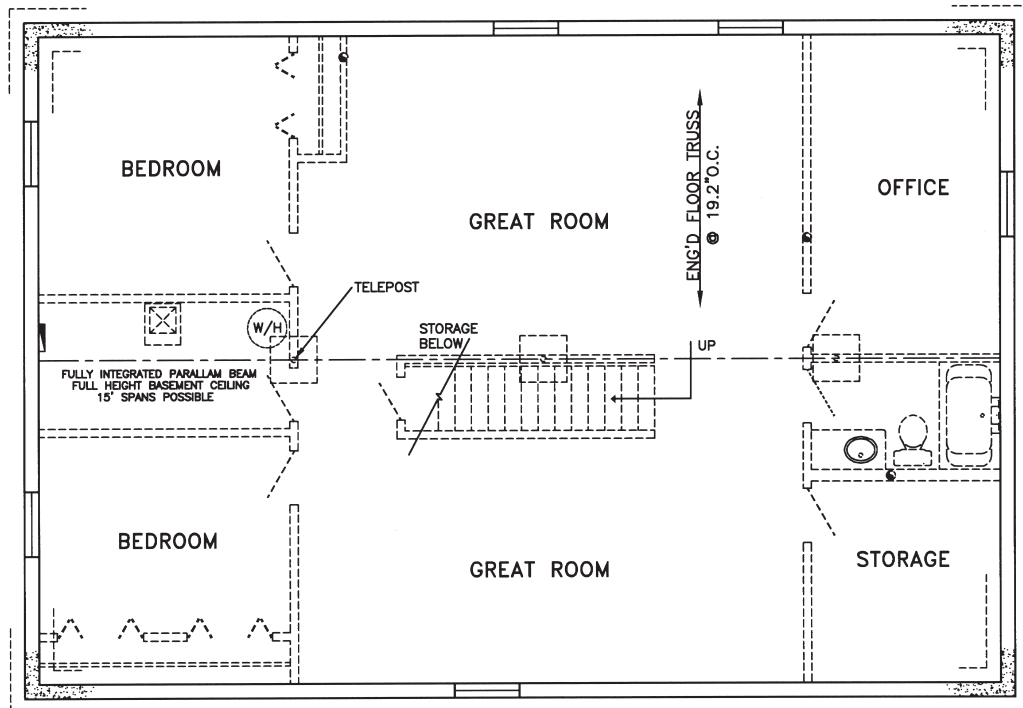 BEDROOM
GREAT ROOM
ENG'D FLOOR TRUSS
@ 19.2"O.C.
OFFICE
TELEPOST
W/H
STORAGE
BELOW
UP
FULLY INTEGRATED PARALLAM BEAM
FULL HEIGHT BASEMENT CEILING
15' SPANS POSSIBLE
BEDROOM
GREAT ROOM
STORAGE